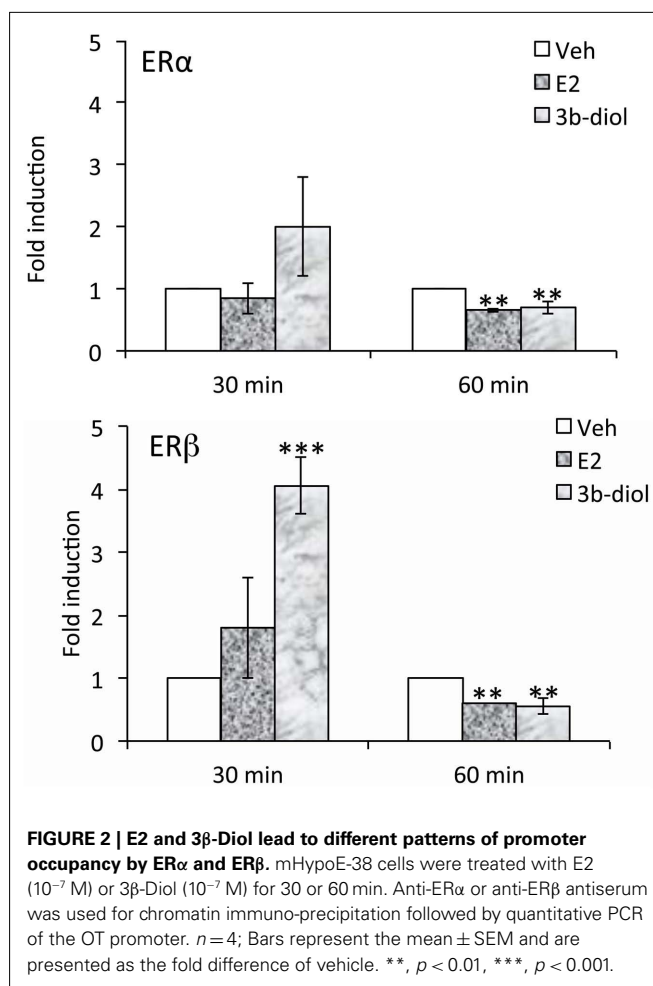 5
4
3
2
1
0
Fold induction
ERα
Veh
E2
3b-diol
** **
30 min 60 min
5
4
3
2
1
0
Fold induction
ERβ
Veh
E2
3b-diol
***
** **
30 min 60 min
FIGURE 2 | E2 and 3β-Diol lead to different patterns of promoter
occupancy by ERα and ERβ. mHypoE-38 cells were treated with E2
(10⁻⁷ M) or 3β-Diol (10⁻⁷ M) for 30 or 60 min. Anti-ERα or anti-ERβ antiserum
was used for chromatin immuno-precipitation followed by quantitative PCR
of the OT promoter. n = 4; Bars represent the mean ± SEM and are
presented as the fold difference of vehicle. **, p < 0.01, ***, p < 0.001.